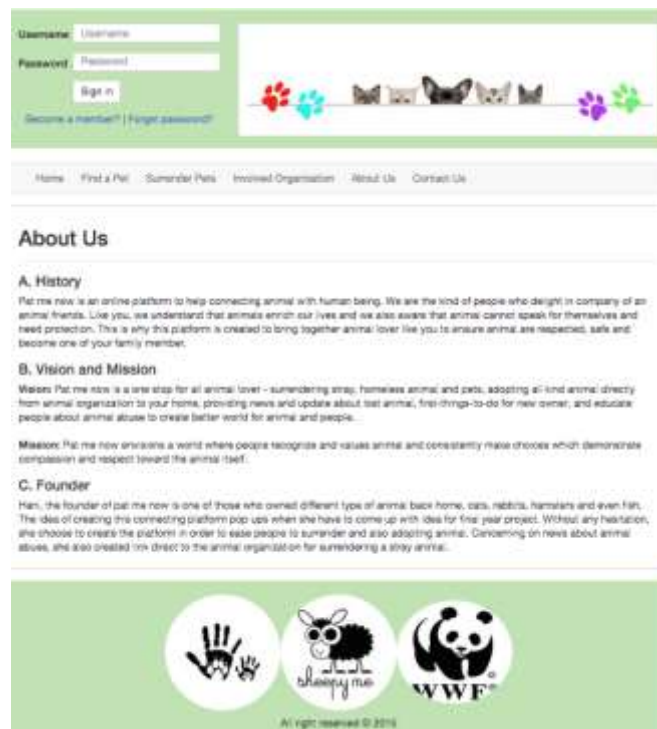 Username Username
Password Password
Sign in
Become a member? | Forgot password?
Home Find a Pet Surrender Pets Involved Organisation About Us Contact Us
About Us
A. History
Pat me now is an online platform to help connecting animal with human being. We are the kind of people who delight in company of an
animal friends. Like you, we understand that animals enrich our lives and we also aware that animal cannot speak for themselves and
need protection. This is why this platform is created to bring together animal lover like you to ensure animal are respected, safe and
become one of your family member.
B. Vision and Mission
Vision: Pat me now is a one stop for all animal lover - surrendering stray, homeless animal and pets, adopting all kind animal directly
from animal organization to your home, providing news and update about lost animal, first-things-to-do for new owner, and educate
people about animal abuse to create better world for animal and people.
Mission: Pat me now envisions a world where people recognize and values animal and consistently make choices which demonstrate
compassion and respect toward the animal itself.
C. Founder
the founder of pat me now is one of those who owned different type of animal back home, cats, rabbits, hamsters and even fish.
The idea of creating this connecting platform pop ups when she have to come up with idea for final year project. Without any hesitation,
she choose to create the platform in order to ease people to surrender and also adopting animal. Concerning on news about animal
abuse, she also created link direct to the animal organization for surrendering a stray animal.
sheepy me
WWF®
All right reserved © 2015